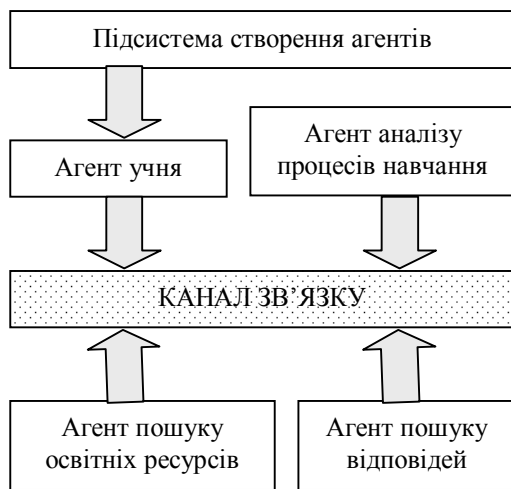 Підсистема створення агентів
Агент учня
Агент аналізу
процесів навчання
КАНАЛ ЗВ’ЯЗКУ
Агент пошуку
освітніх ресурсів
Агент пошуку
відповідей